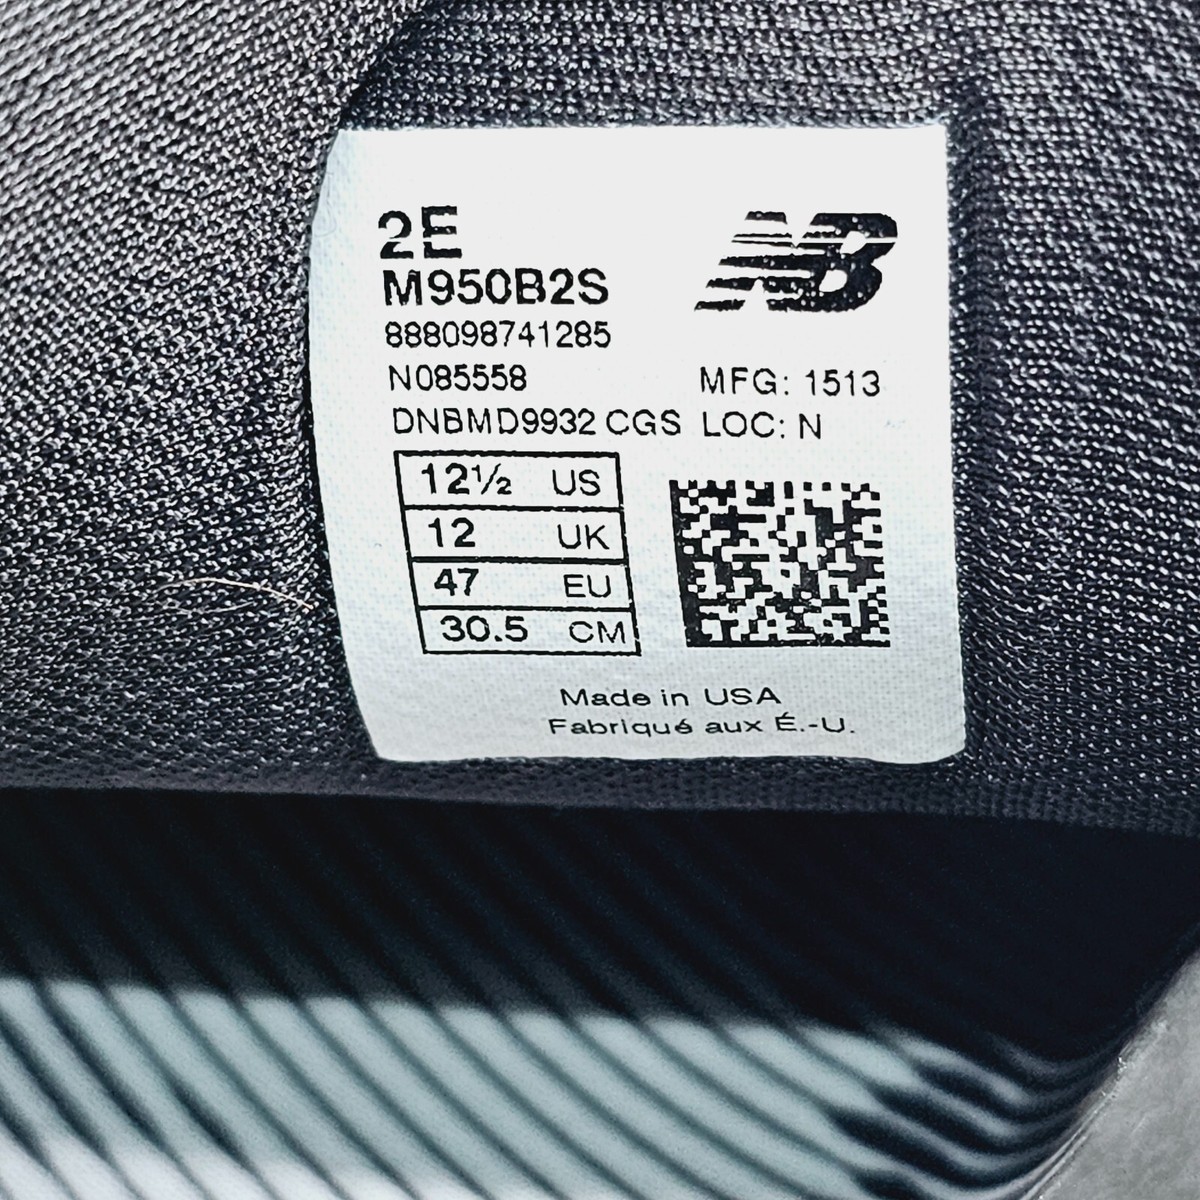 2E
NB
M950B2S
888098741285
N085558 MFG: 1513
DNBMD9932 CGS LOC: N
12½ US
12 UK
47 EU
30.5 CM
Made in USA
Fabriqué aux É.-U.